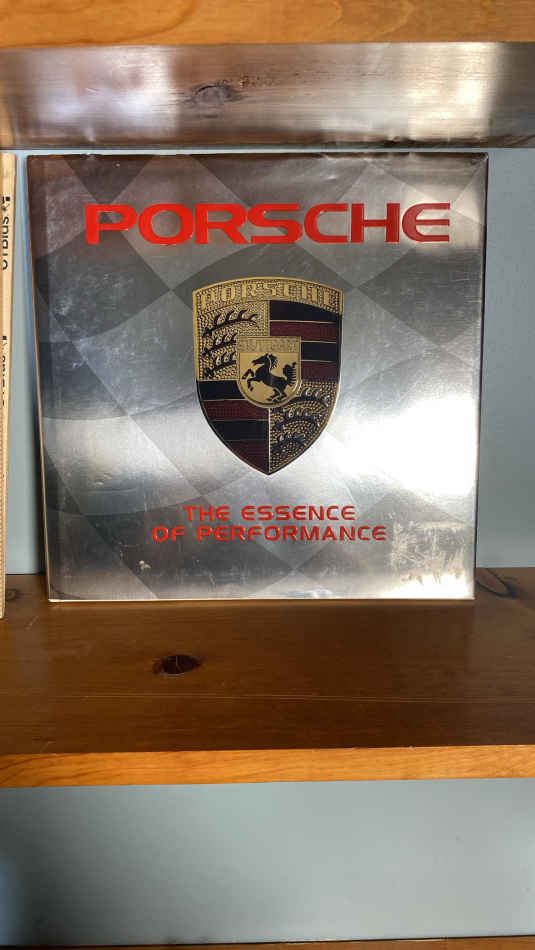 PORSCHE
PORSCHE
STUTTGART
THE ESSENCE
OF PERFORMANCE